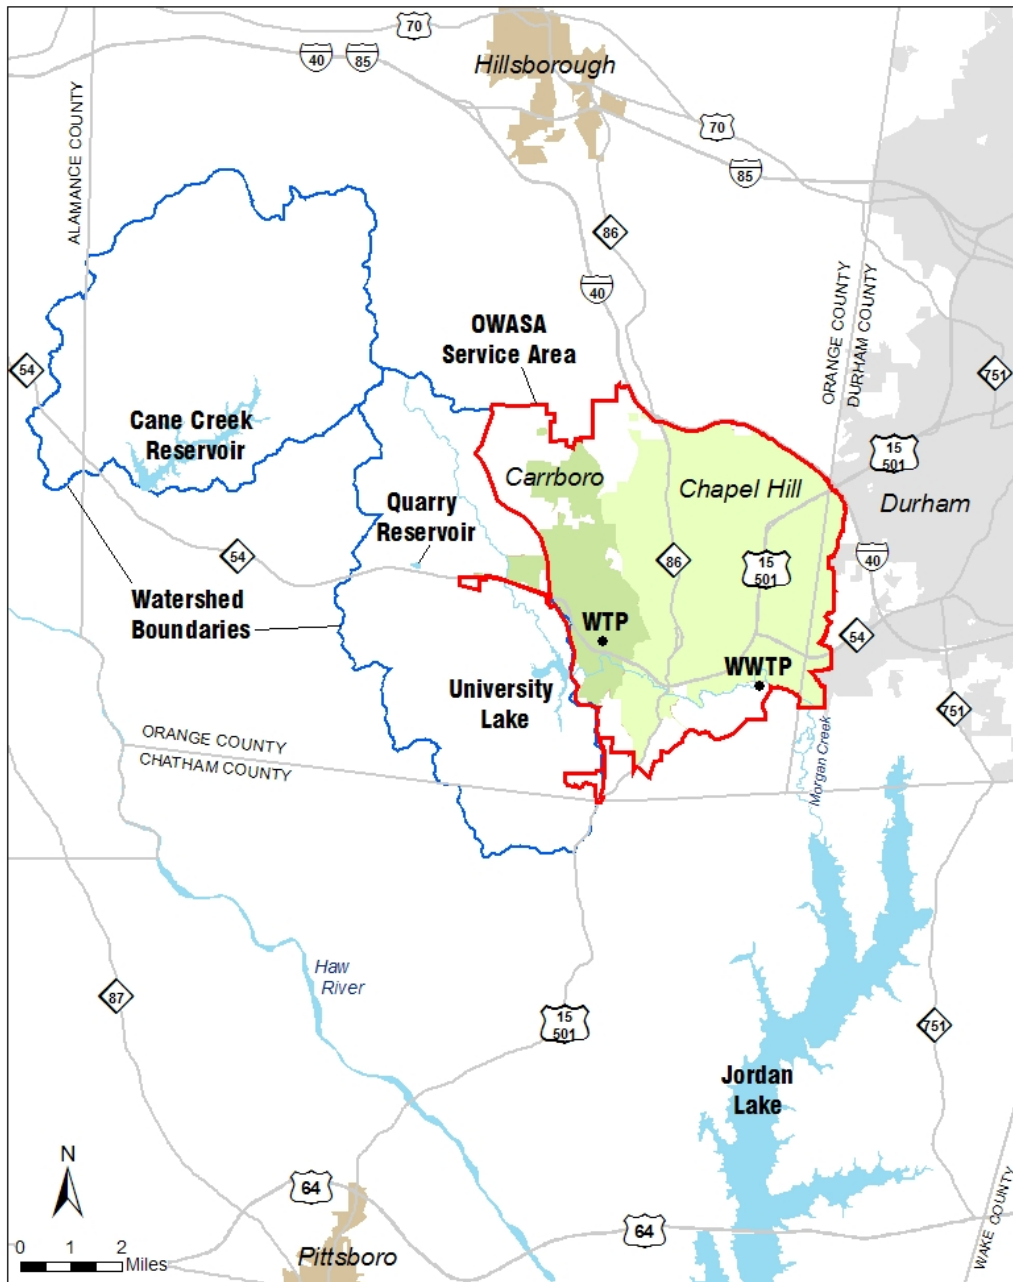 70
40
85
Hillsborough
70
85
ALAMANCE COUNTY
86
40
ORANGE COUNTY
DURHAM COUNTY
OWASA
Service Area
54
751
Cane Creek
Reservoir
15
501
Carrboro
Chapel Hill
Durham
Quarry
Reservoir
54
86
15
501
40
Watershed
Boundaries
WTP
54
WWTP
University
Lake
751
ORANGE COUNTY
CHATHAM COUNTY
Morgan Creek
Haw
River
87
15
501
751
Jordan
Lake
N
64
64
WAKE COUNTY
Pittsboro
0 1 2
Miles